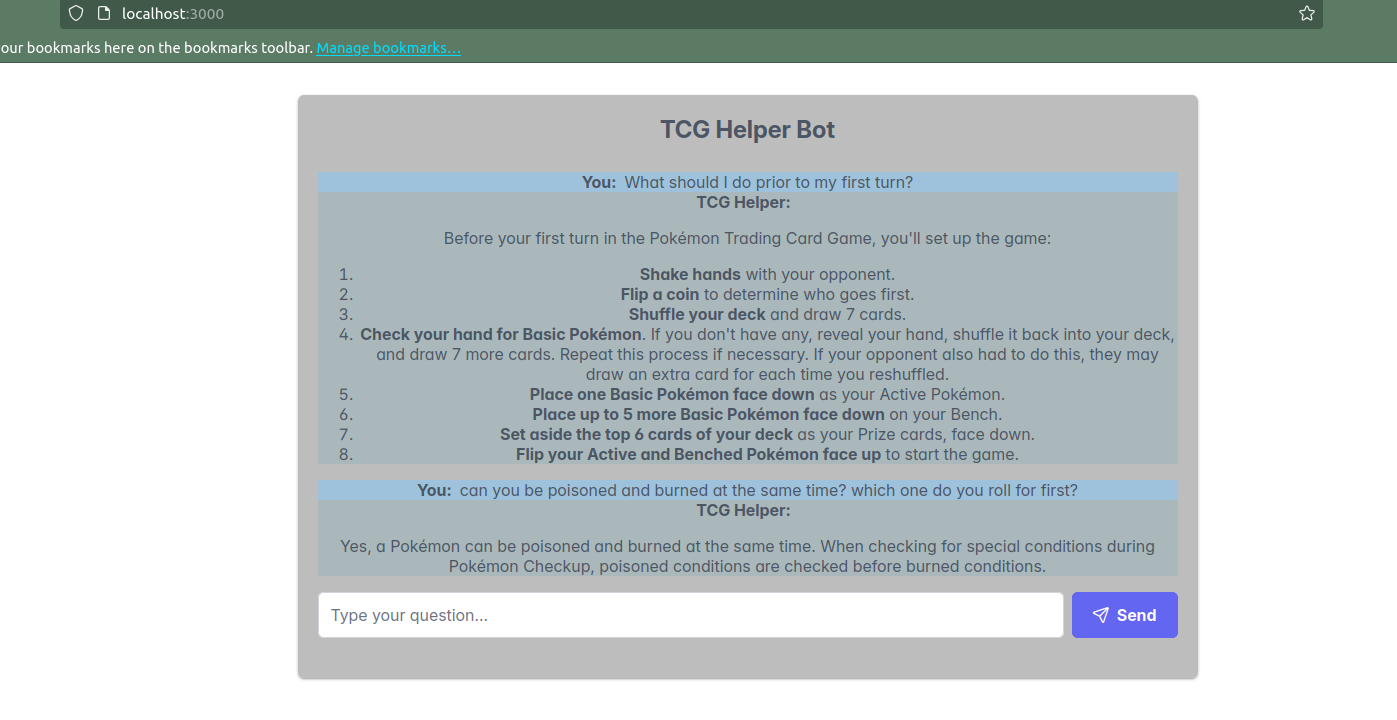 localhost:3000
our bookmarks here on the bookmarks toolbar. Manage bookmarks...
TCG Helper Bot
You: What should I do prior to my first turn?
TCG Helper:
Before your first turn in the Pokémon Trading Card Game, you'll set up the game:
1. Shake hands with your opponent.
2. Flip a coin to determine who goes first.
3. Shuffle your deck and draw 7 cards.
4. Check your hand for Basic Pokémon. If you don't have any, reveal your hand, shuffle it back into your deck,
and draw 7 more cards. Repeat this process if necessary. If your opponent also had to do this, they may
draw an extra card for each time you reshuffled.
5. Place one Basic Pokémon face down as your Active Pokémon.
6. Place up to 5 more Basic Pokémon face down on your Bench.
7. Set aside the top 6 cards of your deck as your Prize cards, face down.
8. Flip your Active and Benched Pokémon face up to start the game.
You: can you be poisoned and burned at the same time? which one do you roll for first?
TCG Helper:
Yes, a Pokémon can be poisoned and burned at the same time. When checking for special conditions during
Pokémon Checkup, poisoned conditions are checked before burned conditions.
Type your question...
Send